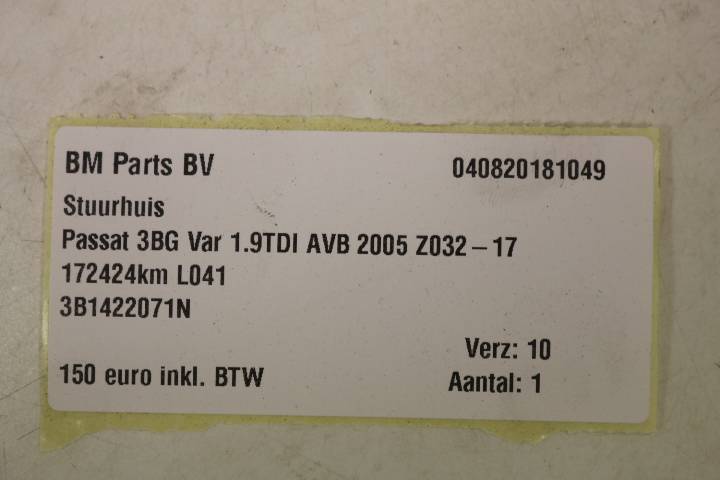 BM Parts BV 040820181049
Stuurhuis
Passat 3BG Var 1.9TDI AVB 2005 Z032-17
172424km L041
3B1422071N
Verz: 10
150 euro inkl. BTW Aantal: 1